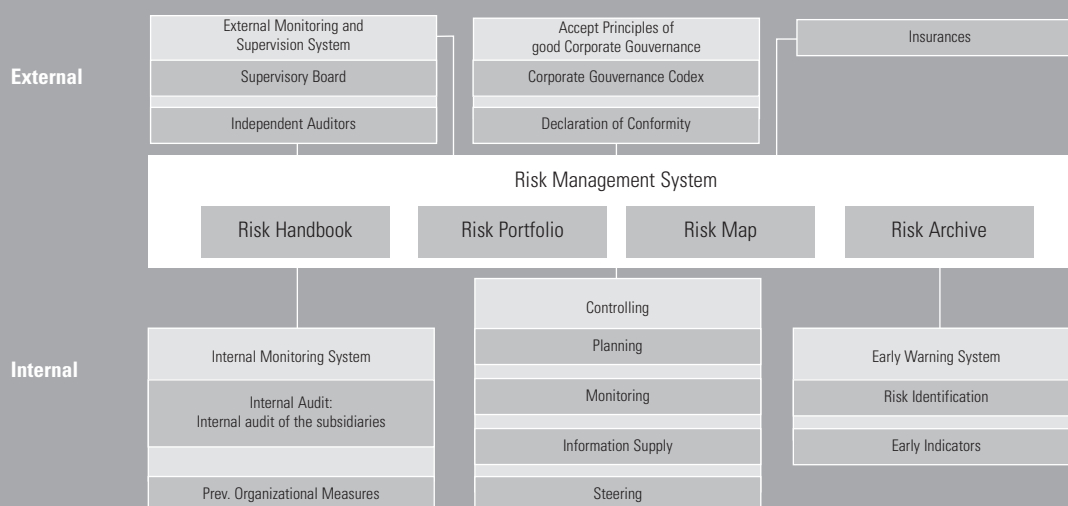 External
External Monitoring and
Supervision System
Supervisory Board
Independent Auditors
Accept Principles of
good Corporate Gouvernance
Corporate Gouvernance Codex
Declaration of Conformity
Insurances
Risk Management System
Risk Handbook
Risk Portfolio
Risk Map
Risk Archive
Internal
Internal Monitoring System
Internal Audit:
Internal audit of the subsidiaries
Prev. Organizational Measures
Controlling
Planning
Monitoring
Information Supply
Steering
Early Warning System
Risk Identification
Early Indicators